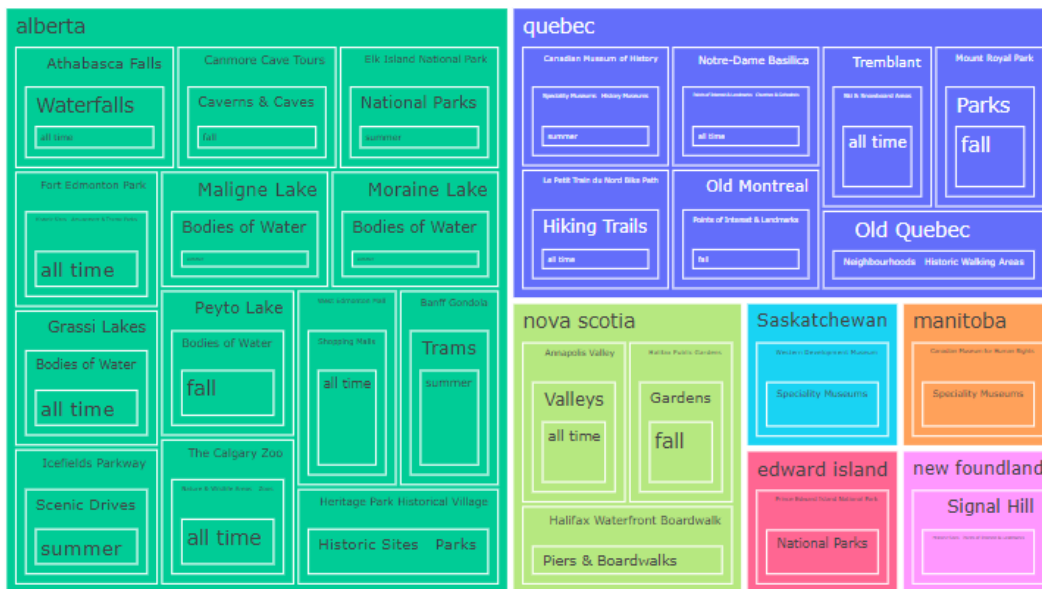 alberta
Athabasca Falls
Waterfalls
all time
Canmore Cave Tours
Caverns & Caves
fall
Elk Island National Park
National Parks
summer
Fort Edmonton Park
all time
Maligne Lake
Bodies of Water
Moraine Lake
Bodies of Water
Grassi Lakes
Bodies of Water
all time
Peyto Lake
Bodies of Water
fall
West Edmonton Mall
Shopping Malls
all time
Banff Gondola
Trams
summer
Icefields Parkway
Scenic Drives
summer
The Calgary Zoo
all time
Heritage Park Historical Village
Historic Sites Parks
quebec
Canadian Museum of History
Speciality Museums History Museums
summer
Notre-Dame Basilica
all time
Tremblant
Ski & Snowboard Areas
all time
Mount Royal Park
Parks
fall
Le Petit Train du Nord Bike Path
Hiking Trails
all time
Old Montreal
Points of Interest & Landmarks
fall
Old Quebec
Neighbourhoods Historic Walking Areas
nova scotia
Annapolis Valley
Valleys
all time
Halifax Public Gardens
Gardens
fall
Halifax Waterfront Boardwalk
Piers & Boardwalks
Saskatchewan
Western Development Museum
Speciality Museums
manitoba
Canadian Museum for Human Rights
Speciality Museums
edward island
Prince Edward Island National Park
National Parks
new foundland
Signal Hill